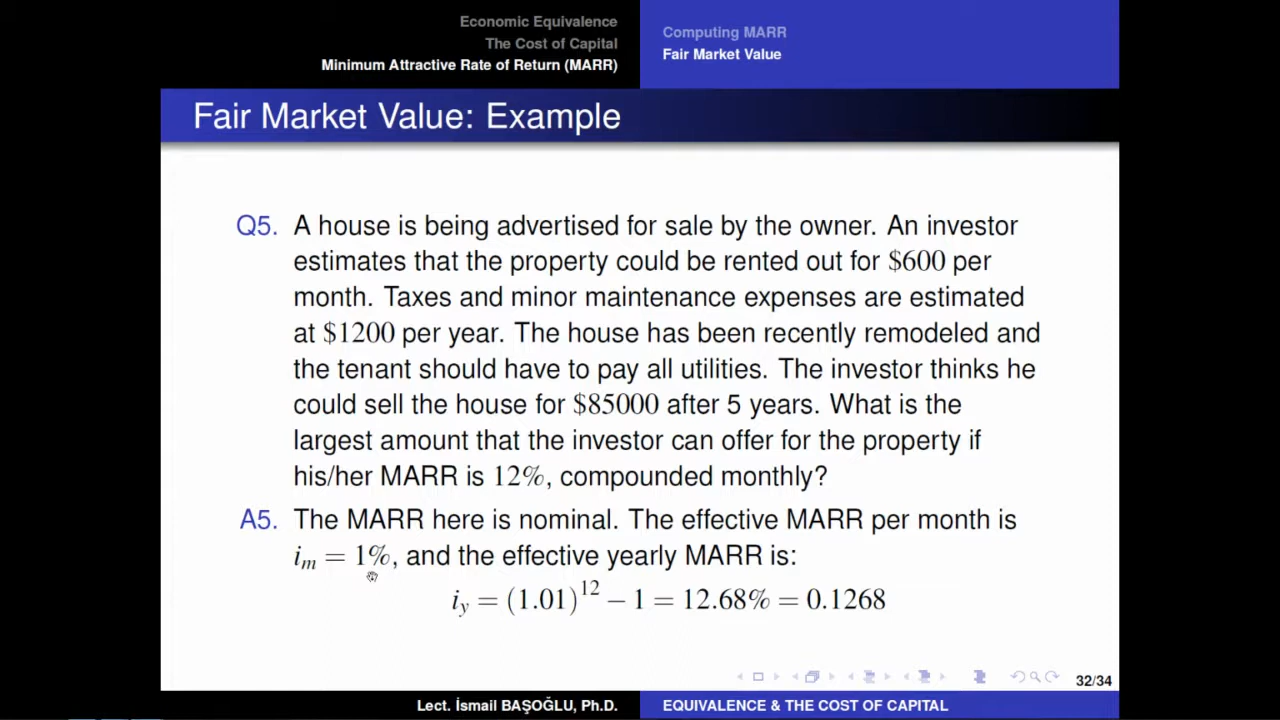 Economic Equivalence
The Cost of Capital
Minimum Attractive Rate of Return (MARR)
Computing MARR
Fair Market Value
Fair Market Value: Example
Q5. A house is being advertised for sale by the owner. An investor
estimates that the property could be rented out for $600 per
month. Taxes and minor maintenance expenses are estimated
at $1200 per year. The house has been recently remodeled and
the tenant should have to pay all utilities. The investor thinks he
could sell the house for $85000 after 5 years. What is the
largest amount that the investor can offer for the property if
his/her MARR is 12%, compounded monthly?
A5. The MARR here is nominal. The effective MARR per month is
i_m = 1%, and the effective yearly MARR is:
i_y = (1.01)^12 − 1 = 12.68% = 0.1268
32/34
Lect. İsmail BAŞOĞLU, Ph.D.
EQUIVALENCE & THE COST OF CAPITAL